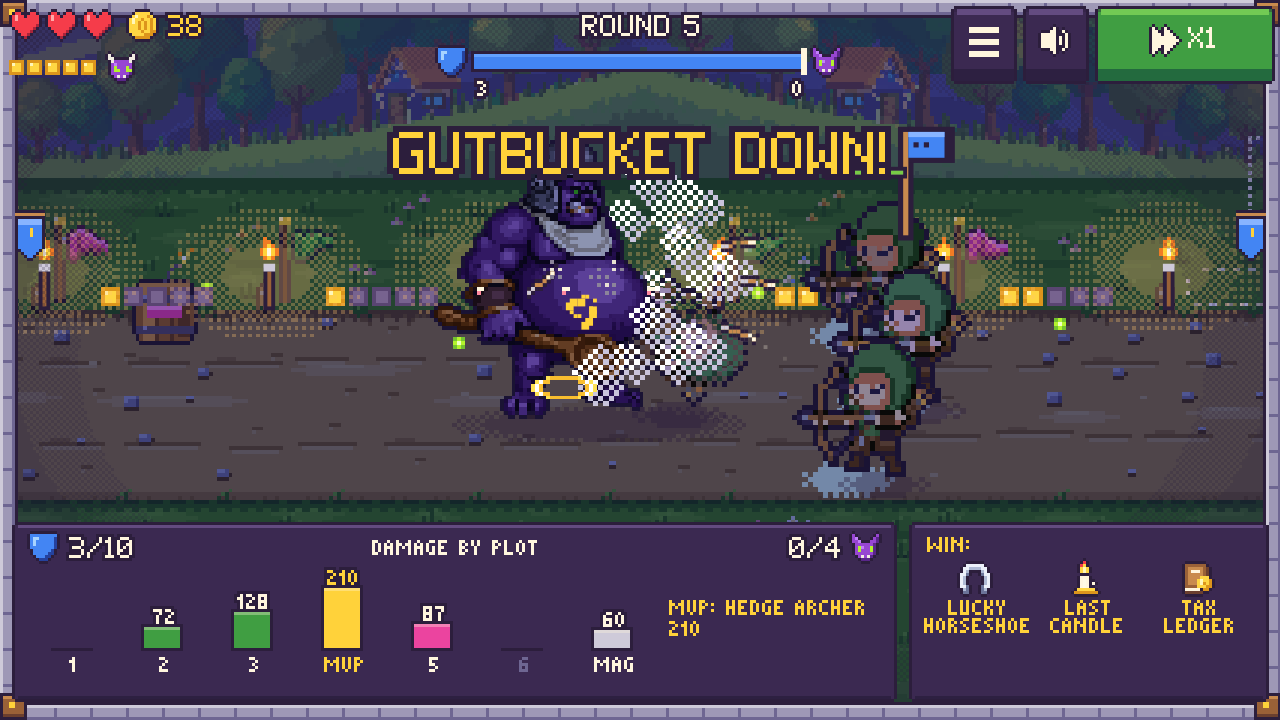 38
ROUND 5
X1
3
0
GUTBUCKET DOWN!
3/10
DAMAGE BY PLOT
0/4
WIN:
210
128
72
87
60
MVP: HEDGE ARCHER
210
LUCKY
HORSESHOE
LAST
CANDLE
TAX
LEDGER
1
2
3
MVP
5
6
MAG